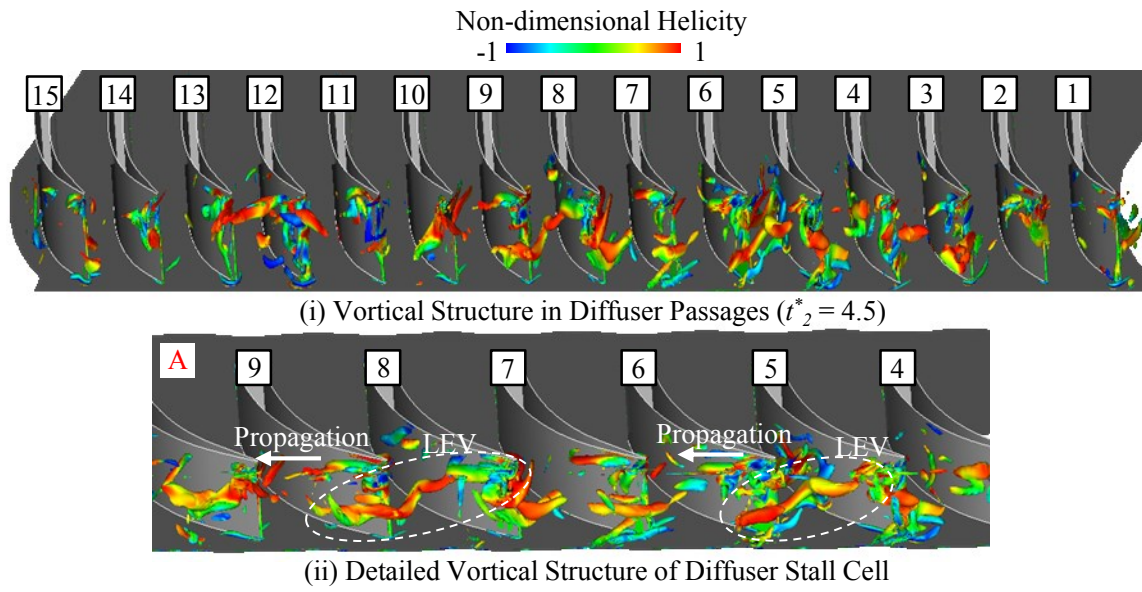 Non-dimensional Helicity
-1 1
15 14 13 12 11 10 9 8 7 6 5 4 3 2 1
(i) Vortical Structure in Diffuser Passages (t*2 = 4.5)
A 9 8 7 6 5 4
Propagation LEV Propagation LEV
(ii) Detailed Vortical Structure of Diffuser Stall Cell